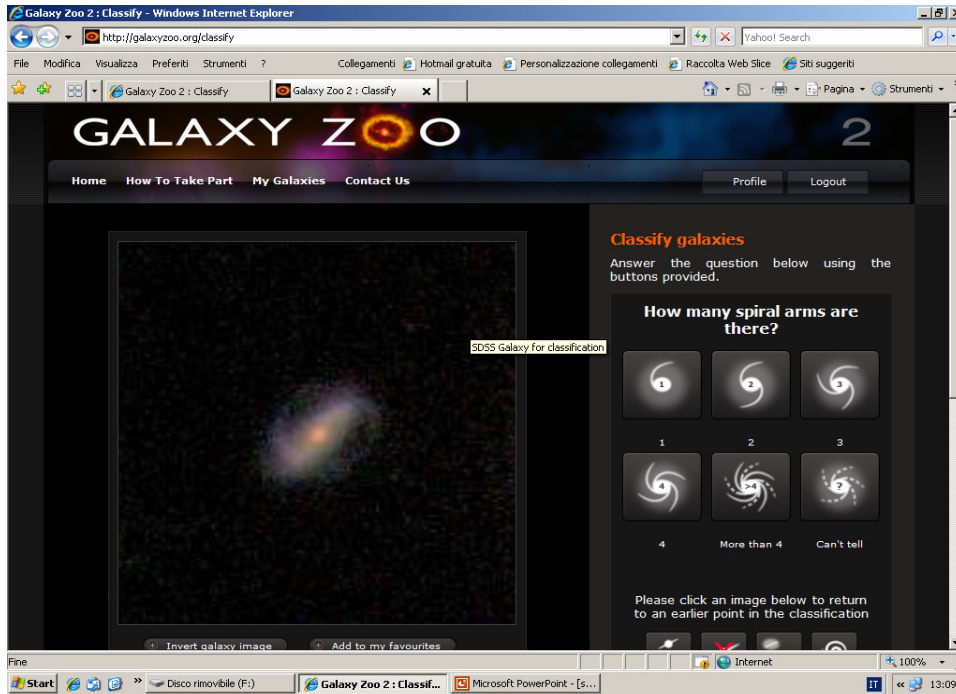 Galaxy Zoo 2 : Classify - Windows Internet Explorer
http://galaxyzoo.org/classify
Yahoo! Search
File Modifica Visualizza Preferiti Strumenti ? Collegamenti Hotmail gratuita Personalizzazione collegamenti Raccolta Web Slice Siti suggeriti
Galaxy Zoo 2 : Classify Galaxy Zoo 2 : Classify Pagina Strumenti
GALAXY ZOO 2
Home How To Take Part My Galaxies Contact Us Profile Logout
Classify galaxies
Answer the question below using the
buttons provided.
How many spiral arms are
there?
SDSS Galaxy for classification
1 2 3
1 2 3
4 >4 ?
4 More than 4 Can't tell
Please click an image below to return
to an earlier point in the classification
Invert galaxy image Add to my favourites
Fine Internet 100%
Start Disco rimovibile (F:) Galaxy Zoo 2 : Classif... Microsoft PowerPoint - [s... IT 13:09